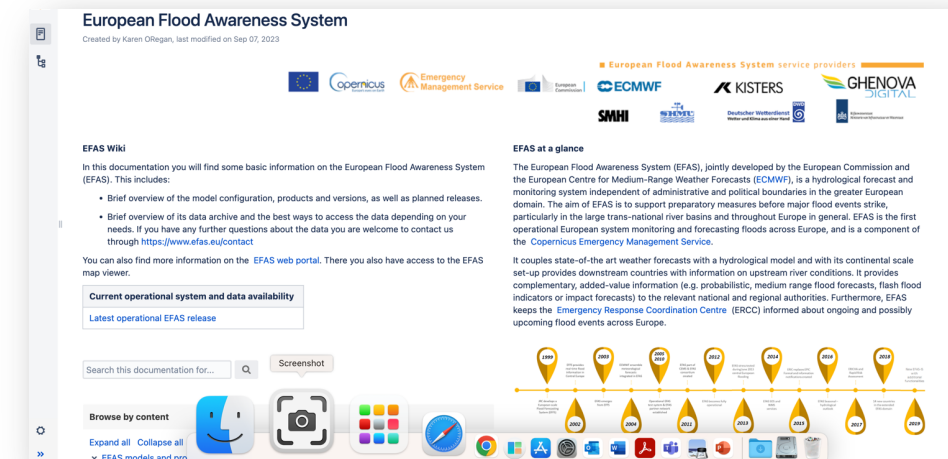 European Flood Awareness System
Created by Karen ORegan, last modified on Sep 07, 2023
European Flood Awareness System service providers
opernicus
Emergency
Management Service
European
Commission
ECMWF
KISTERS
GHENOVA
DIGITAL
SMHI
SHMÚ
Deutscher Wetterdienst
Wetter und Klima aus einer Hand
DWD
EFAS Wiki
In this documentation you will find some basic information on the European Flood Awareness System
(EFAS). This includes:
• Brief overview of the model configuration, products and versions, as well as planned releases.
• Brief overview of its data archive and the best ways to access the data depending on your
needs. If you have any further questions about the data you are welcome to contact us
through https://www.efas.eu/contact
You can also find more information on the EFAS web portal. There you also have access to the EFAS
map viewer.
Current operational system and data availability
Latest operational EFAS release
Search this documentation for...
Screenshot
Browse by content
Expand all Collapse all
EFAS models and pro
EFAS at a glance
The European Flood Awareness System (EFAS), jointly developed by the European Commission and
the European Centre for Medium-Range Weather Forecasts (ECMWF), is a hydrological forecast and
monitoring system independent of administrative and political boundaries in the greater European
domain. The aim of EFAS is to support preparatory measures before major flood events strike,
particularly in the large trans-national river basins and throughout Europe in general. EFAS is the first
operational European system monitoring and forecasting floods across Europe, and is a component of
the Copernicus Emergency Management Service.
It couples state-of-the art weather forecasts with a hydrological model and with its continental scale
set-up provides downstream countries with information on upstream river conditions. It provides
complementary, added-value information (e.g. probabilistic, medium range forecasts, flash flood
indicators or impact forecasts) to the relevant national and regional authorities. Furthermore, EFAS
keeps the Emergency Response Coordination Centre (ERCC) informed about ongoing and possibly
upcoming flood events across Europe.
1999
2003
2005
2010
2012
2014
2016
2018
2002
2004
2011
2013
2015
2017
2019